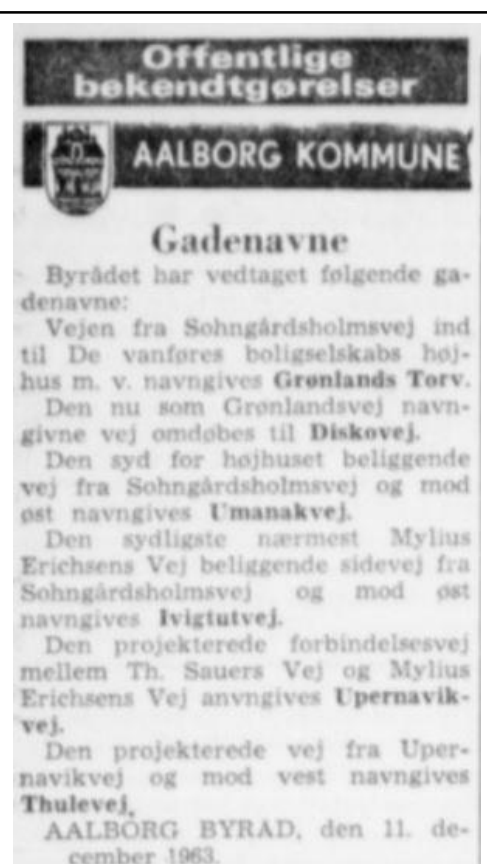 Offentlige
bekendtgørelser
AALBORG KOMMUNE
Gadenavne
Byrådet har vedtaget følgende ga-
denavne:
Vejen fra Sohngårdsholmsvej ind
til De vanføres boligselskabs høj-
hus m. v. navngives Grønlands Torv.
Den nu som Grønlandsvej navn-
givne vej omdøbes til Diskovej.
Den syd for højhuset beliggende
vej fra Sohngårdsholmsvej og mod
øst navngives Umanakvej.
Den sydligste nærmest Mylius
Erichsens Vej beliggende sidevej fra
Sohngårdsholmsvej og mod øst
navngives Ivigtutvej.
Den projekterede forbindelsesvej
mellem Th. Sauers Vej og Mylius
Erichsens Vej anvngives Upernavik-
vej.
Den projekterede vej fra Uper-
navikvej og mod vest navngives
Thulevej.
AALBORG BYRAD, den 11. de-
cember 1963.